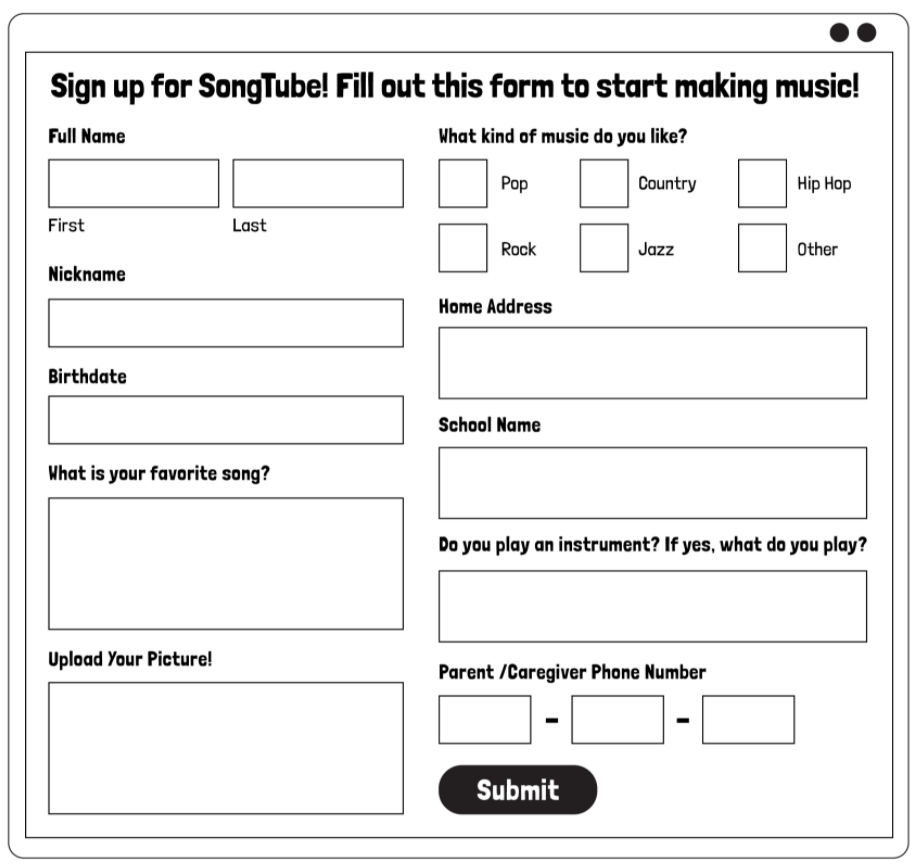 Sign up for SongTube! Fill out this form to start making music!
Full Name
First Last
Nickname
Birthdate
What is your favorite song?
Upload Your Picture!
What kind of music do you like?
Pop Country Hip Hop
Rock Jazz Other
Home Address
School Name
Do you play an instrument? If yes, what do you play?
Parent /Caregiver Phone Number
- -
Submit